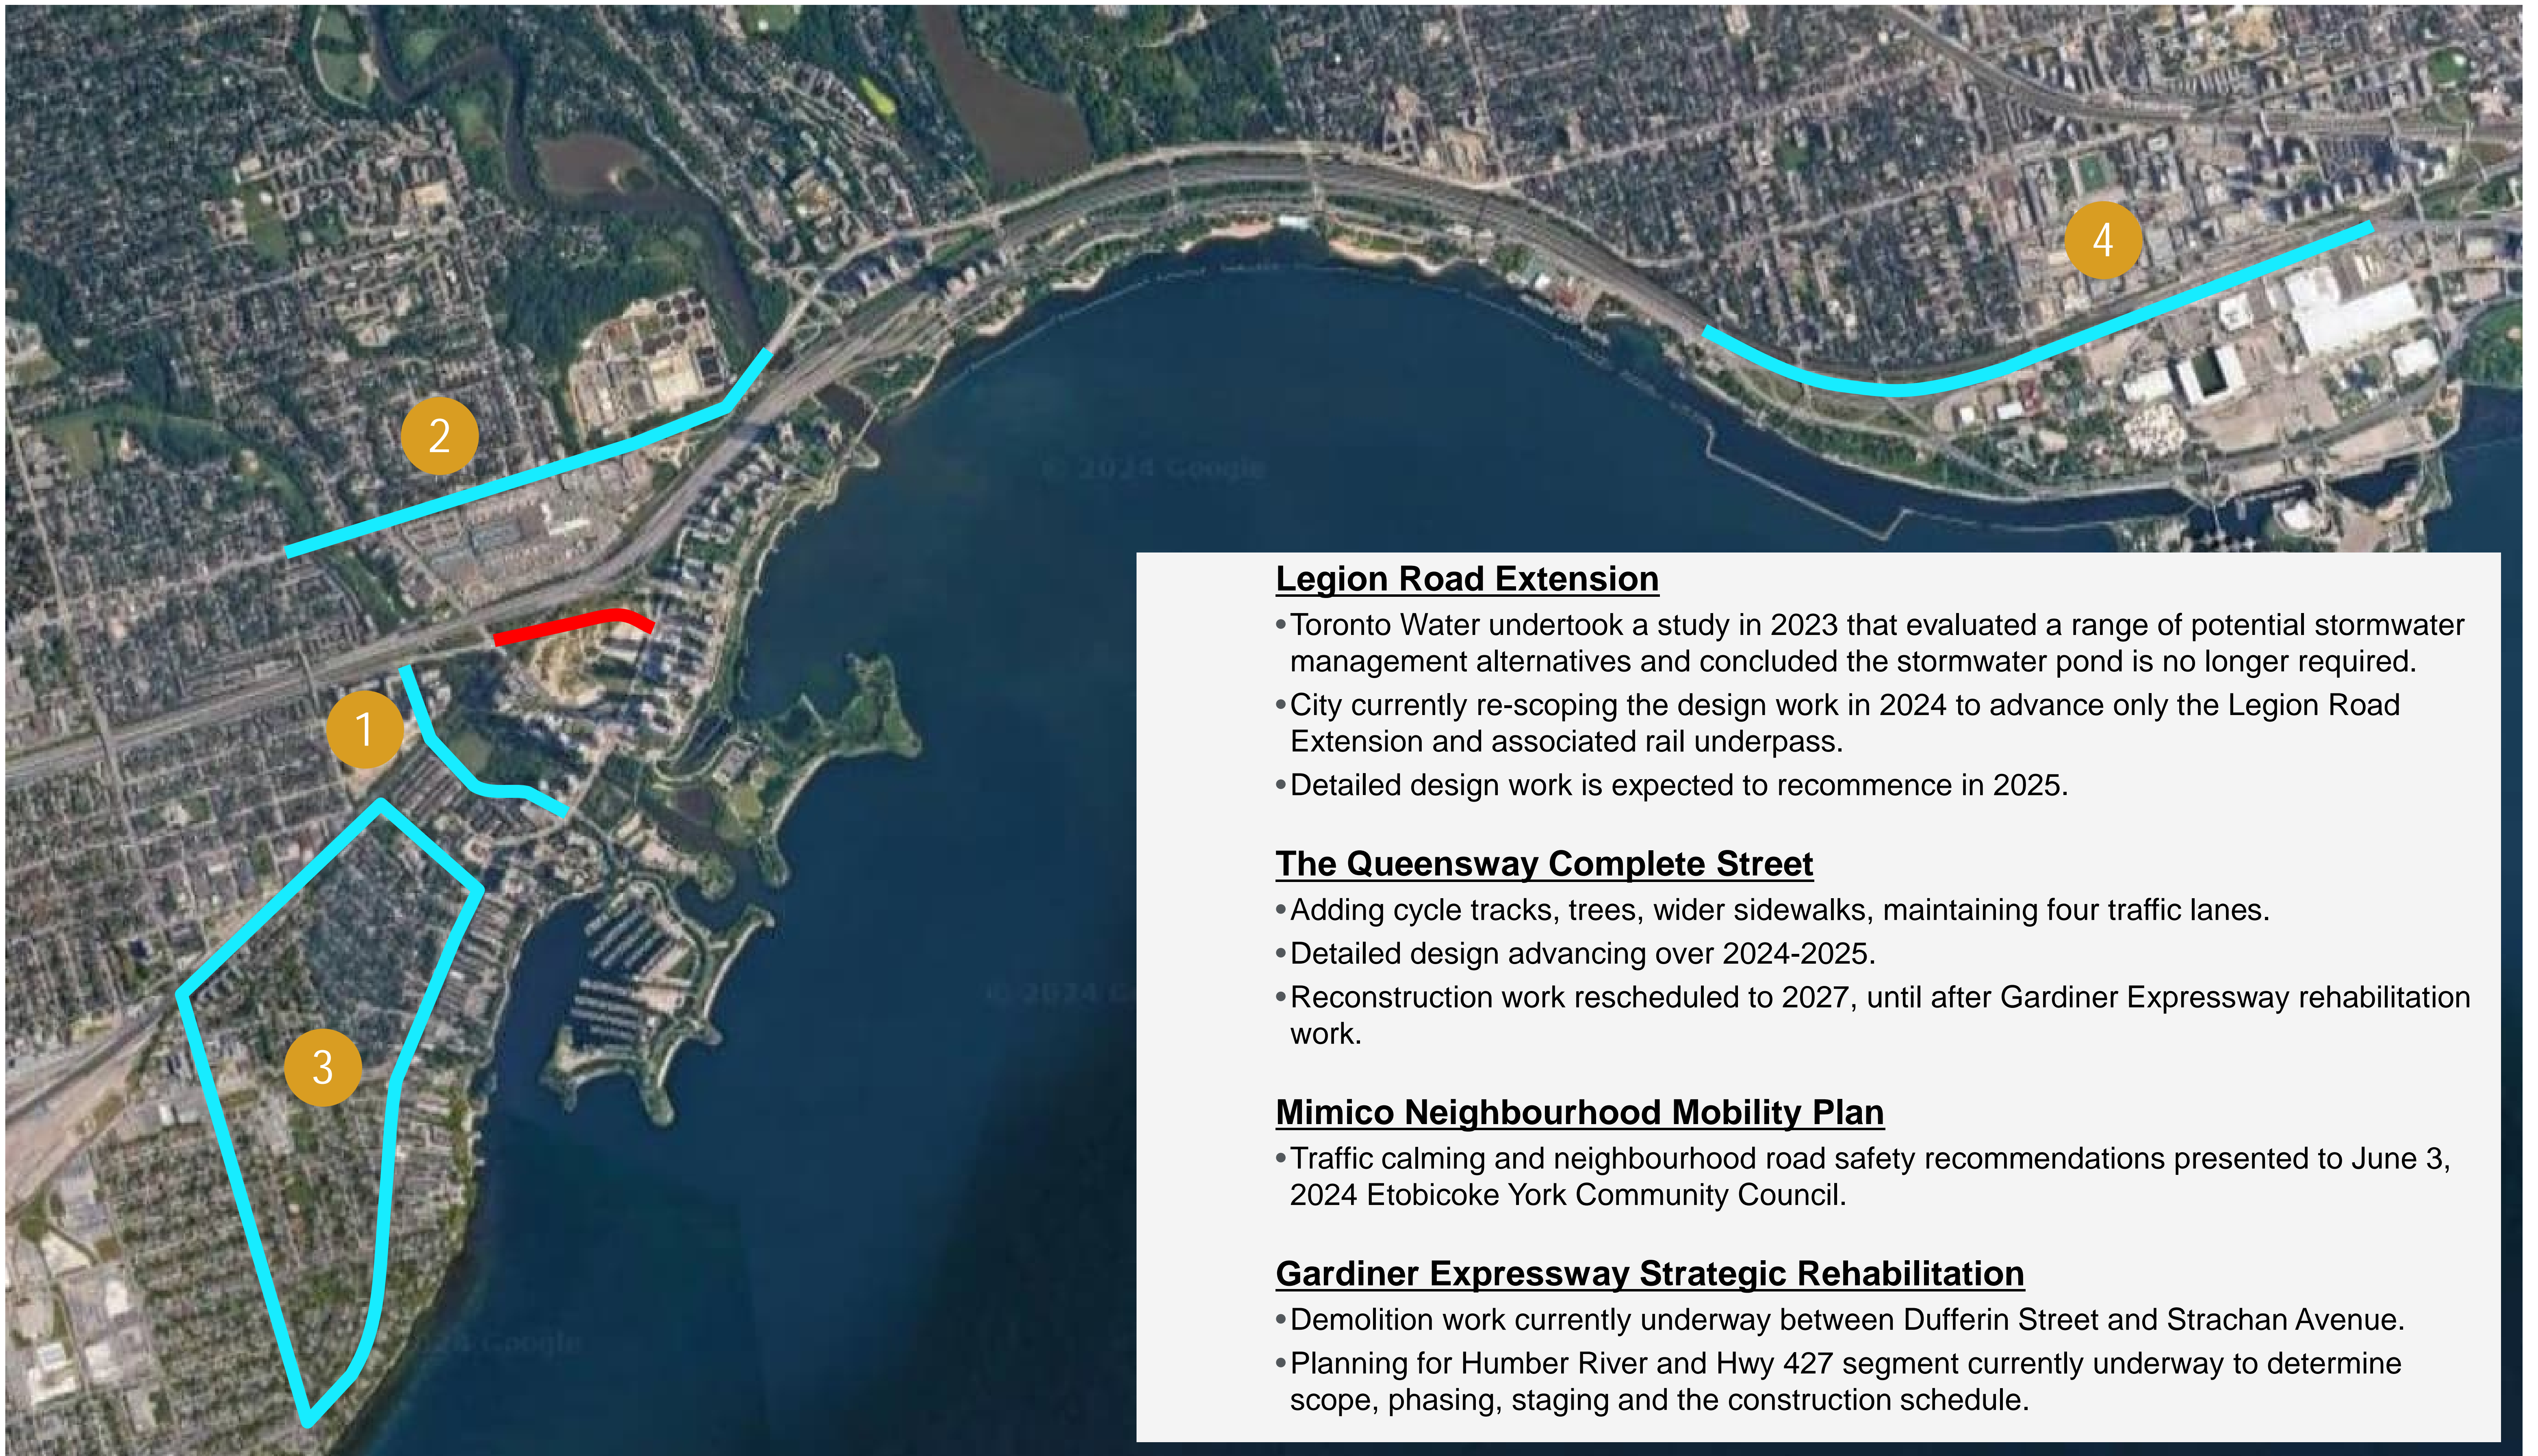 4
2
© 2024 Google
Legion Road Extension
•Toronto Water undertook a study in 2023 that evaluated a range of potential stormwater
management alternatives and concluded the stormwater pond is no longer required.
•City currently re-scoping the design work in 2024 to advance only the Legion Road
Extension and associated rail underpass.
•Detailed design work is expected to recommence in 2025.
1
The Queensway Complete Street
•Adding cycle tracks, trees, wider sidewalks, maintaining four traffic lanes.
•Detailed design advancing over 2024-2025.
•Reconstruction work rescheduled to 2027, until after Gardiner Expressway rehabilitation
work.
© 2024
3
Mimico Neighbourhood Mobility Plan
•Traffic calming and neighbourhood road safety recommendations presented to June 3,
2024 Etobicoke York Community Council.
Gardiner Expressway Strategic Rehabilitation
•Demolition work currently underway between Dufferin Street and Strachan Avenue.
•Planning for Humber River and Hwy 427 segment currently underway to determine
scope, phasing, staging and the construction schedule.
Google